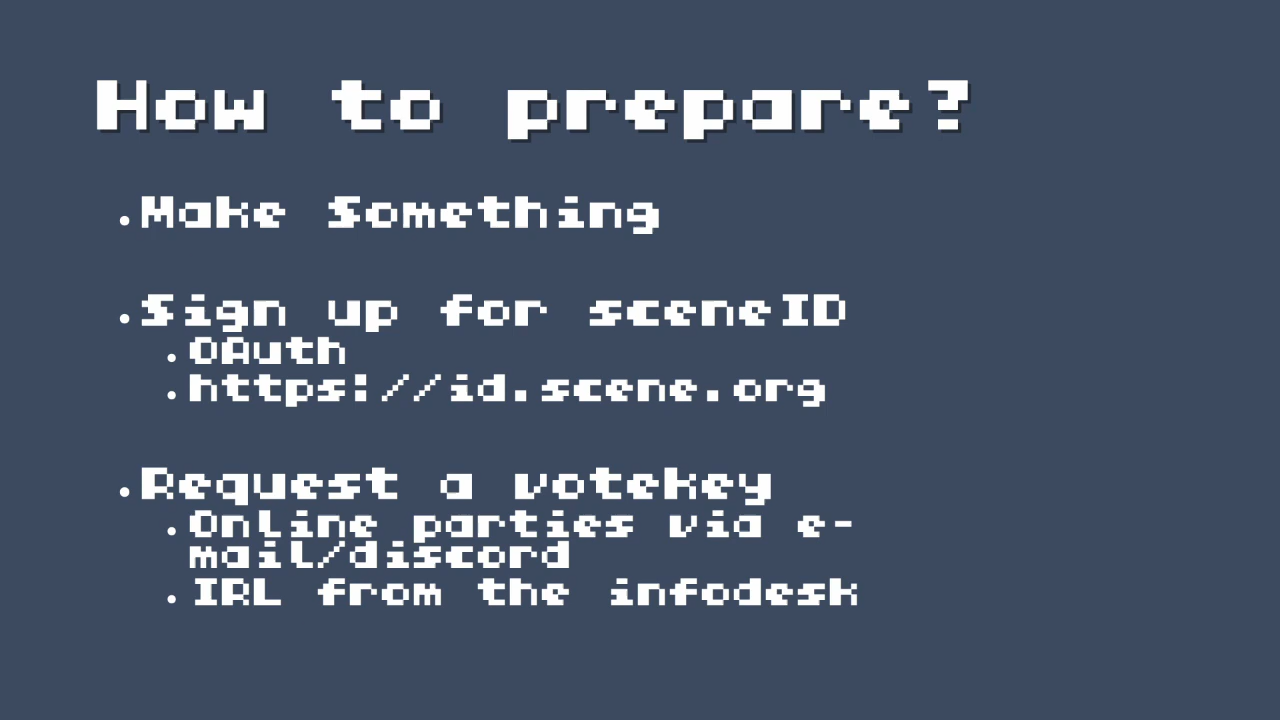 How to prepare?
Make Something
Sign up for sceneID
OAuth
https://id.scene.org
Request a votekey
Online parties via e-
mail/discord
IRL from the infodesk